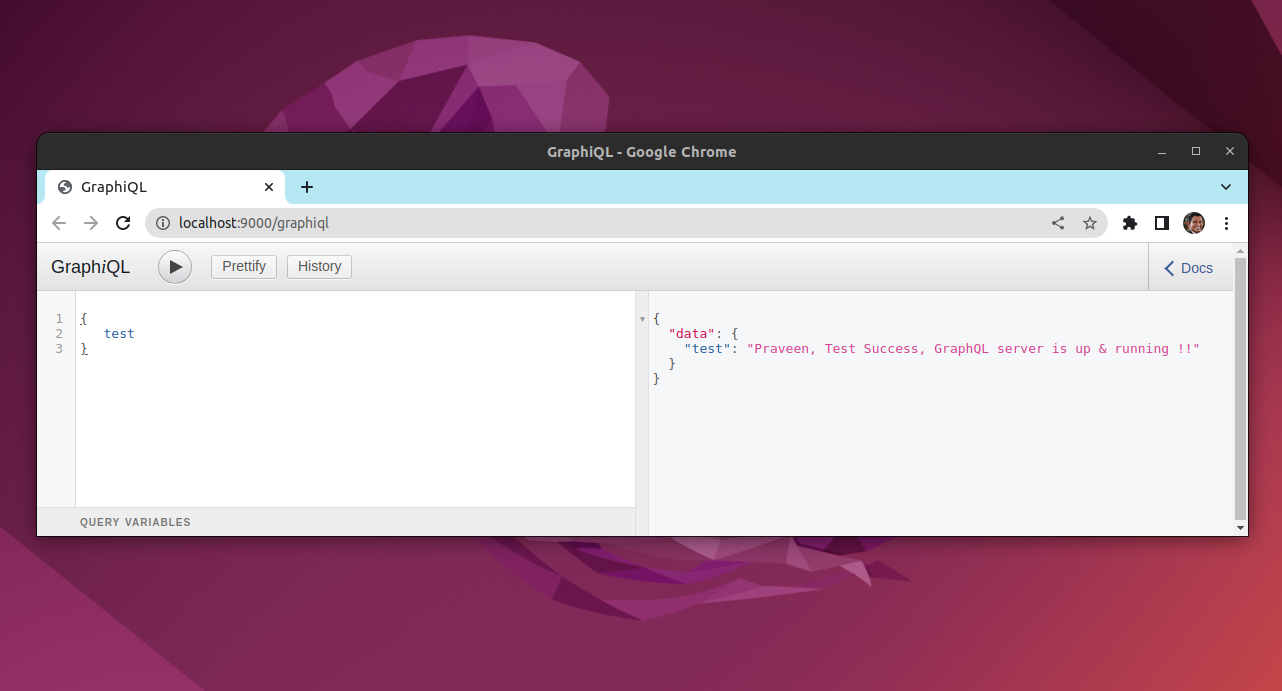 GraphiQL - Google Chrome
GraphiQL
localhost:9000/graphiql
GraphiQL Prettify History Docs
1 {
2 test
3 }
{
"data": {
"test": "Praveen, Test Success, GraphQL server is up & running !!"
}
}
QUERY VARIABLES